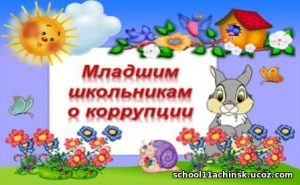 Младшим
школьникам
о коррупции
school11achinsk.ucoz.com